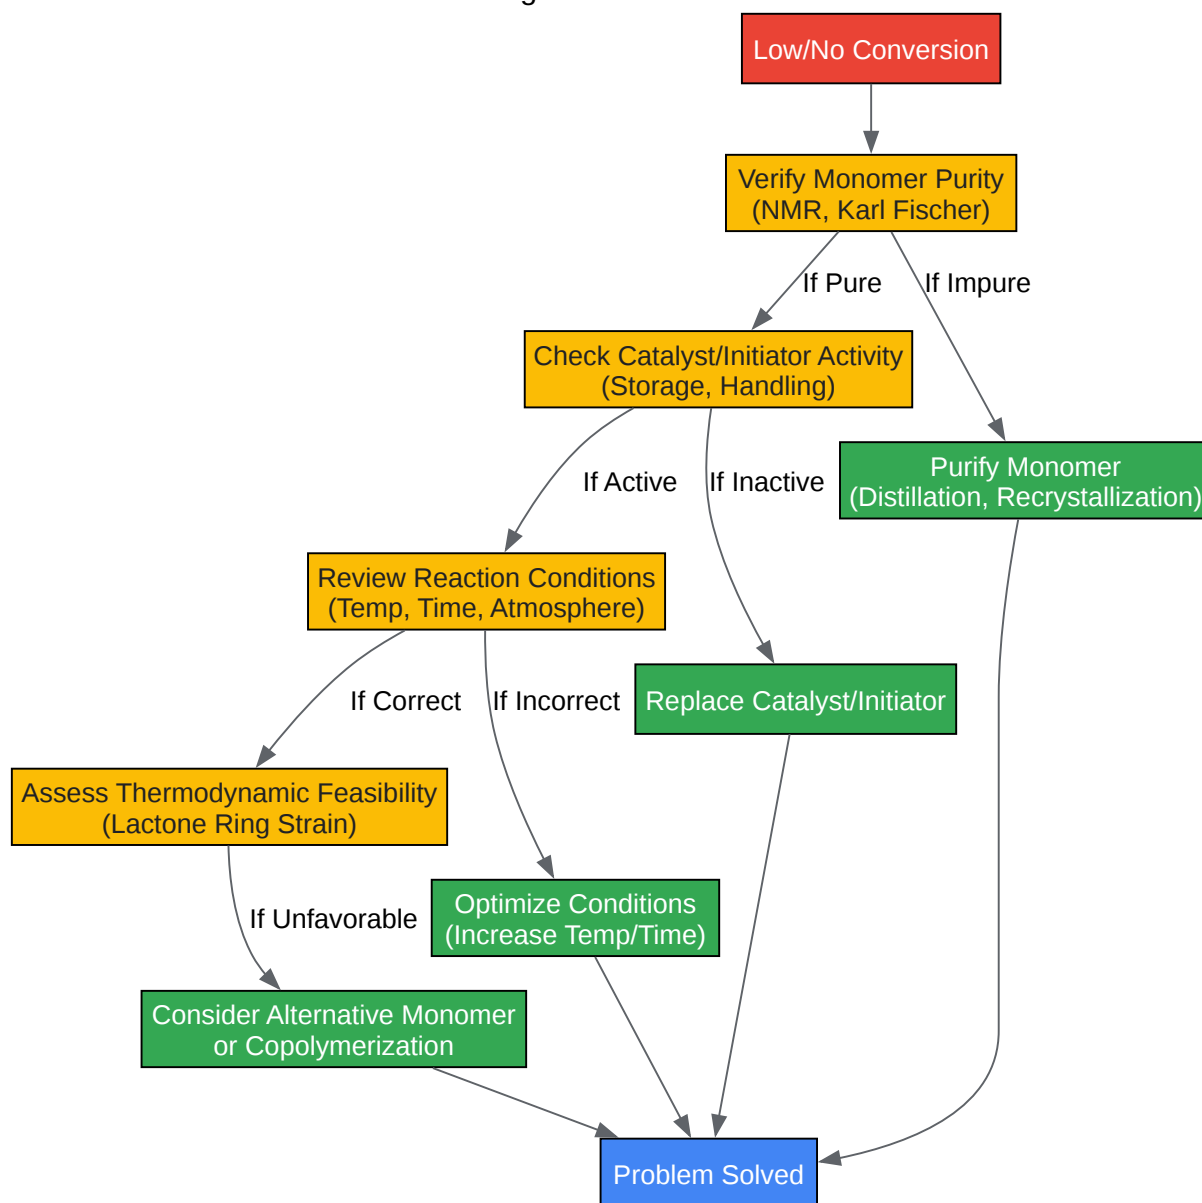 Low/No Conversion
Verify Monomer Purity
(NMR, Karl Fischer)
If Pure
If Impure
Check Catalyst/Initiator Activity
(Storage, Handling)
Purify Monomer
(Distillation, Recrystallization)
If Active
If Inactive
Review Reaction Conditions
(Temp, Time, Atmosphere)
Replace Catalyst/Initiator
If Correct
If Incorrect
Assess Thermodynamic Feasibility
(Lactone Ring Strain)
Optimize Conditions
(Increase Temp/Time)
If Unfavorable
Consider Alternative Monomer
or Copolymerization
Problem Solved